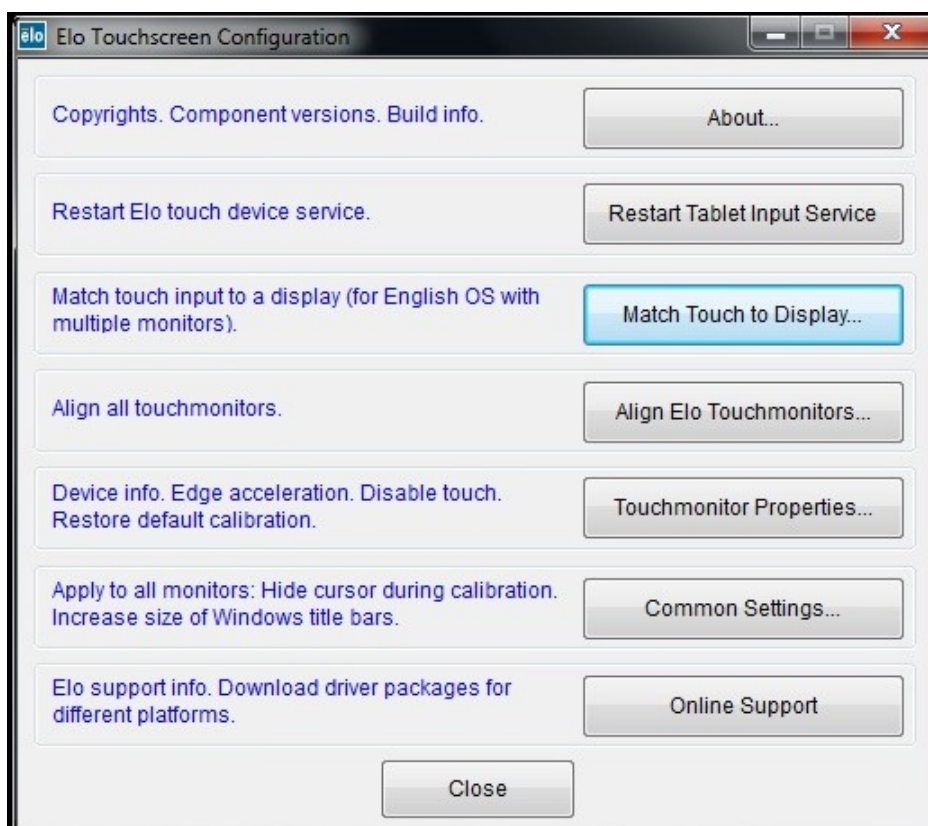 ēlo Elo Touchscreen Configuration
Copyrights. Component versions. Build info.
About...
Restart Elo touch device service.
Restart Tablet Input Service
Match touch input to a display (for English OS with
multiple monitors).
Match Touch to Display...
Align all touchmonitors.
Align Elo Touchmonitors...
Device info. Edge acceleration. Disable touch.
Restore default calibration.
Touchmonitor Properties...
Apply to all monitors: Hide cursor during calibration.
Increase size of Windows title bars.
Common Settings...
Elo support info. Download driver packages for
different platforms.
Online Support
Close